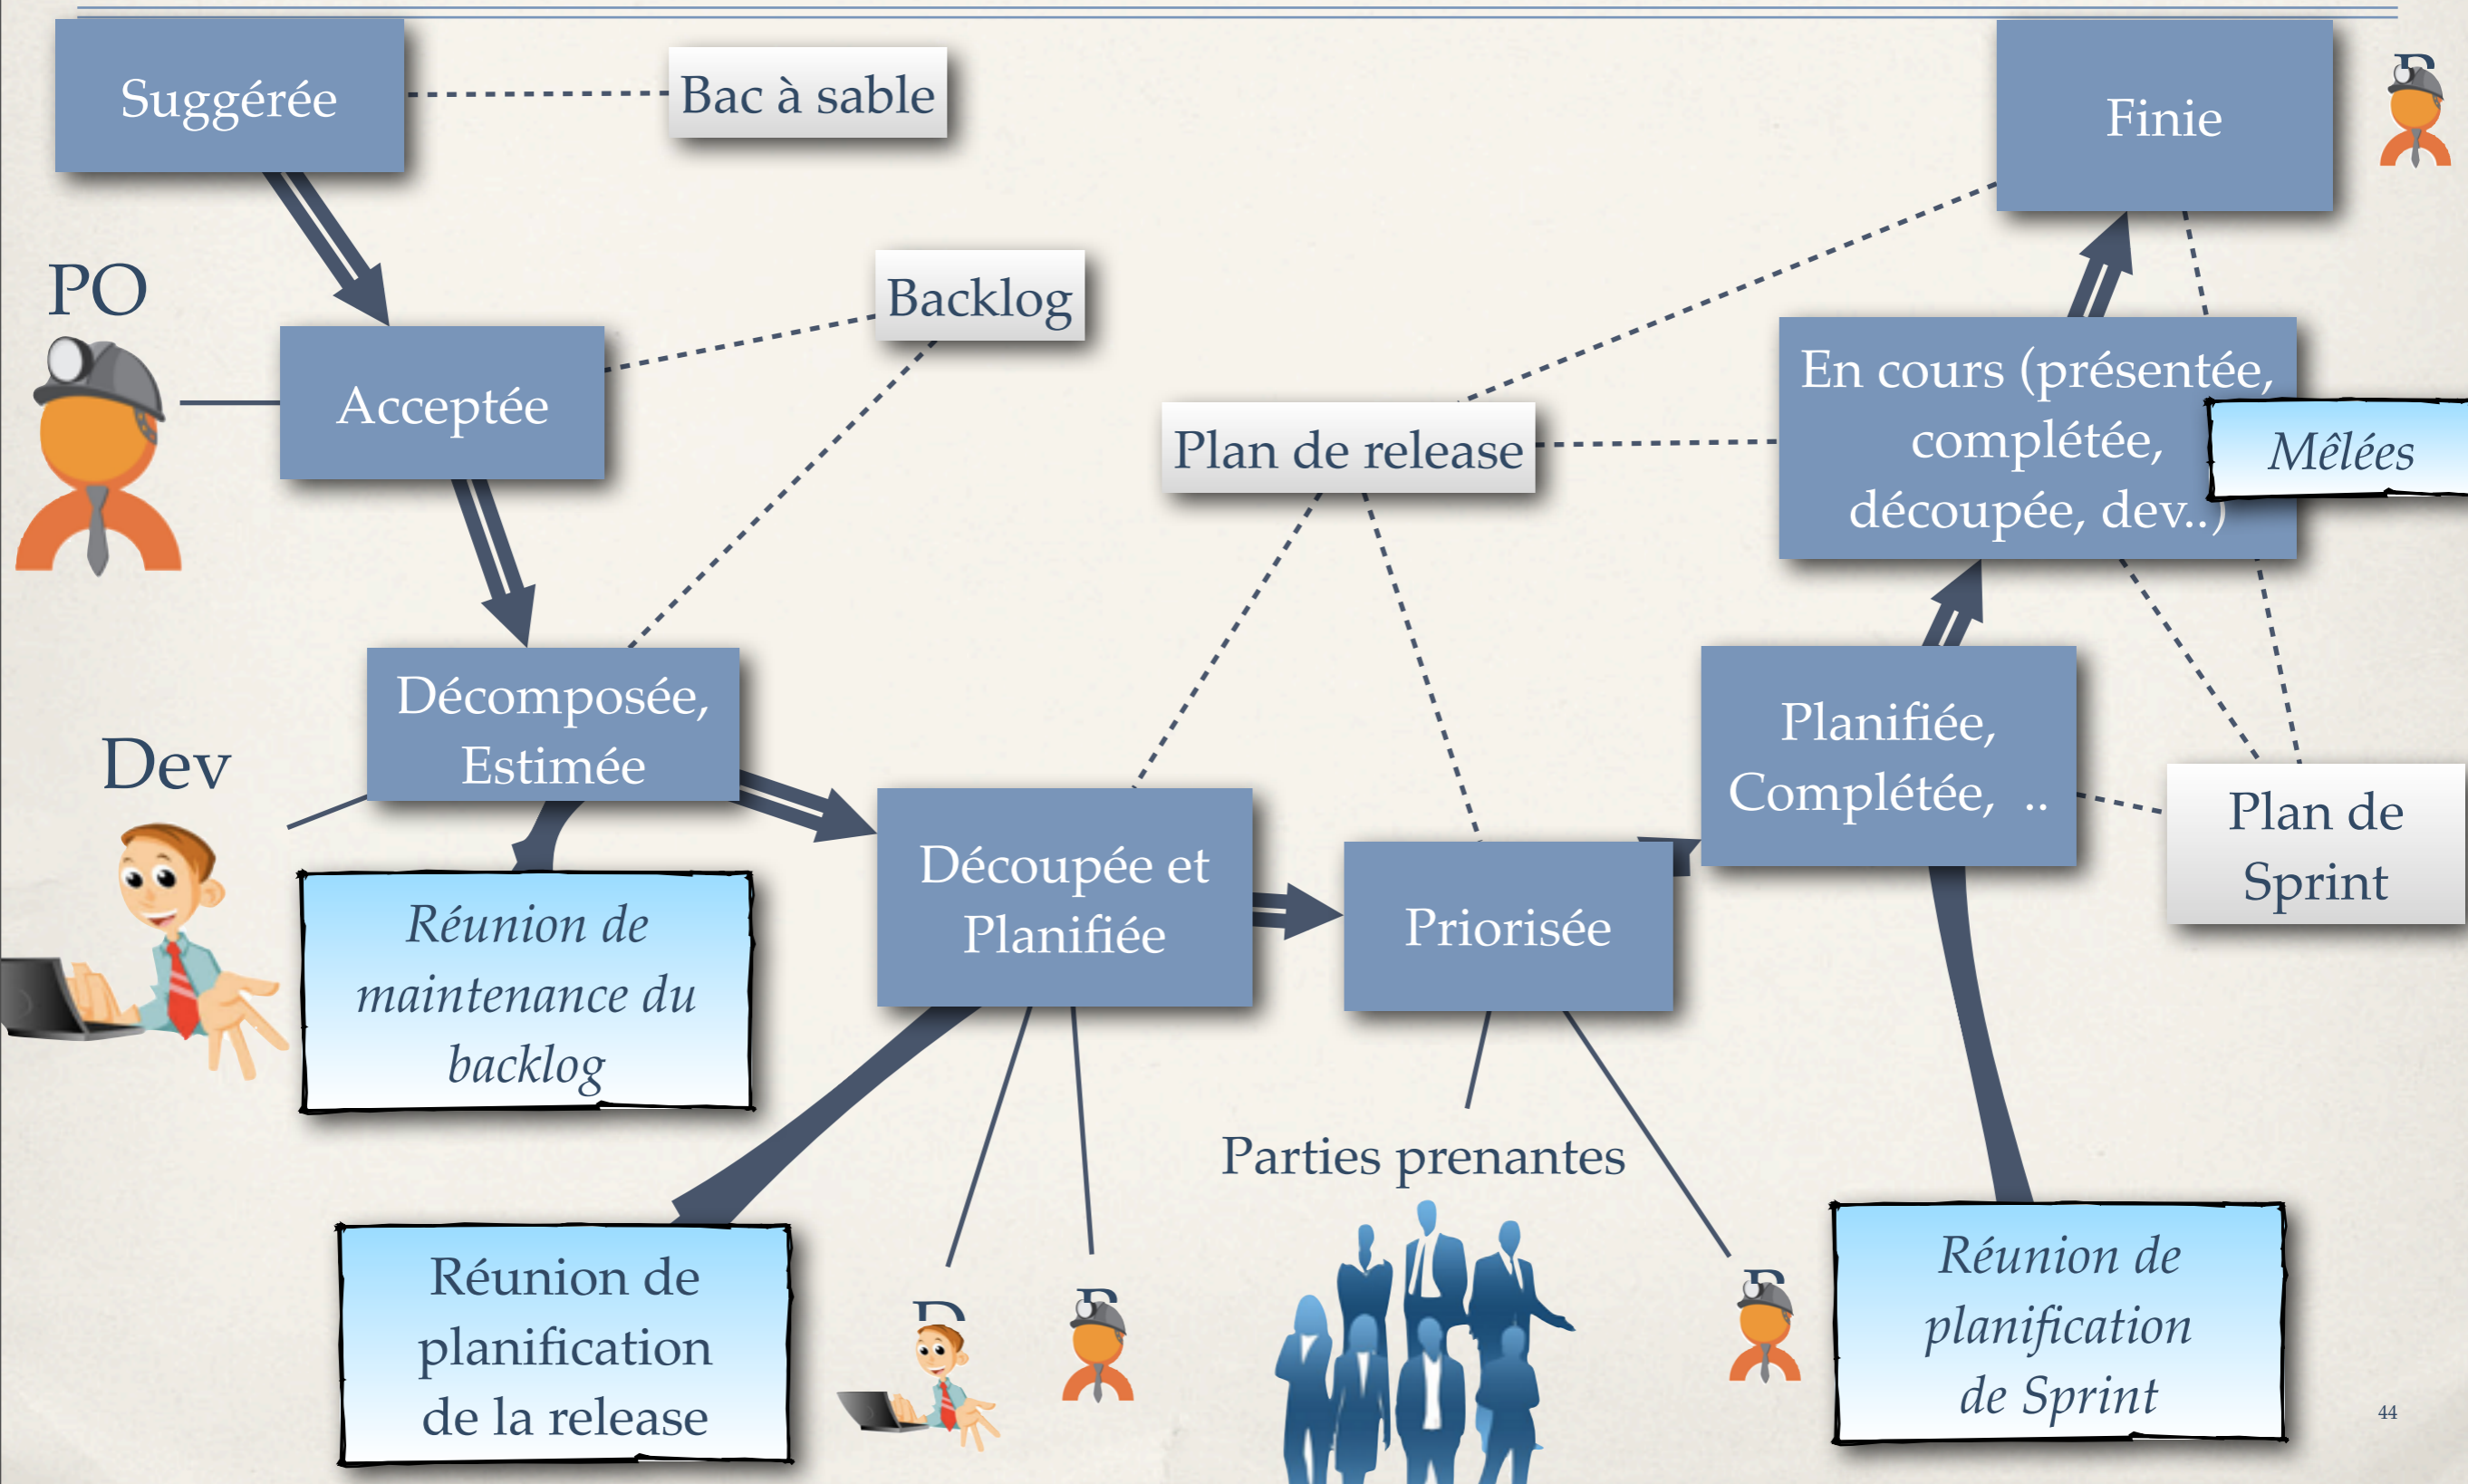 Suggérée
Bac à sable
Finie
PO
Backlog
Acceptée
En cours (présentée,
complétée,
découpée, dev..)
Mêlées
Plan de release
Décomposée,
Estimée
Dev
Planifiée,
Complétée, ..
Plan de
Sprint
Découpée et
Planifiée
Priorisée
Réunion de
maintenance du
backlog
Parties prenantes
Réunion de
planification
de la release
D
Réunion de
planification
de Sprint
44